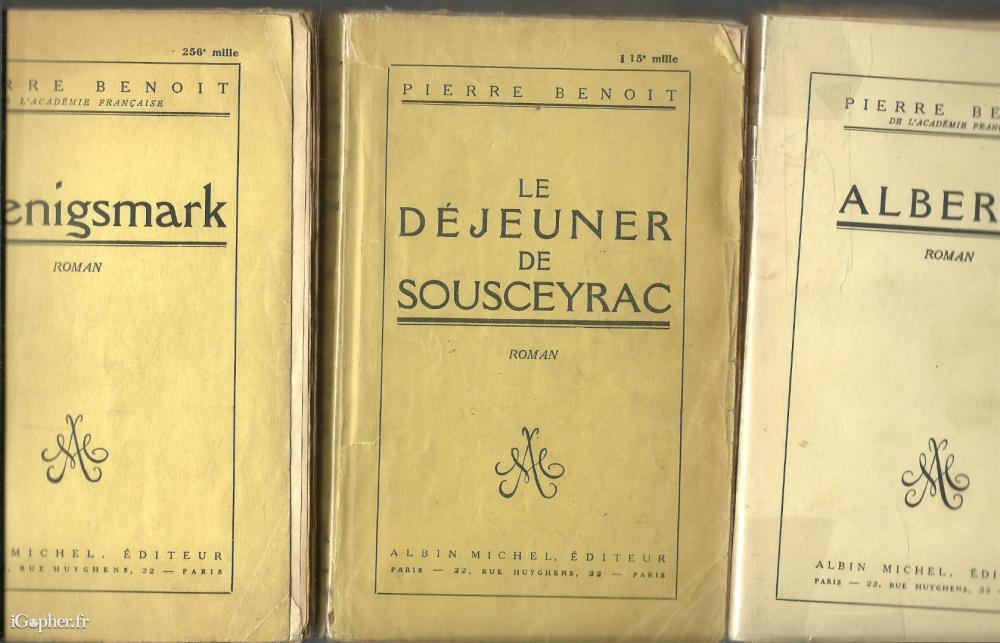 256e mille
RRE BENOIT
L'ACADÉMIE FRANÇAISE
enigsmark
ROMAN
MICHEL, ÉDITEUR
, RUE HUYGHENS, 22 — PARIS
115e mille
PIERRE BENOIT
LE
DÉJEUNER
DE
SOUSCEYRAC
ROMAN
ALBIN MICHEL, ÉDITEUR
PARIS — 22, RUE HUYGHENS, 22 — PARIS
PIERRE BE
DE L'ACADÉMIE FRANÇ
ALBER
ROMAN
ALBIN MICHEL, ÉDI
PARIS — 22, RUE HUYGHENS, 22 —
iGopher.fr